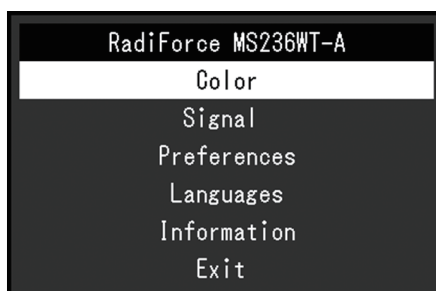 RadiForce MS236WT-A
Color
Signal
Preferences
Languages
Information
Exit